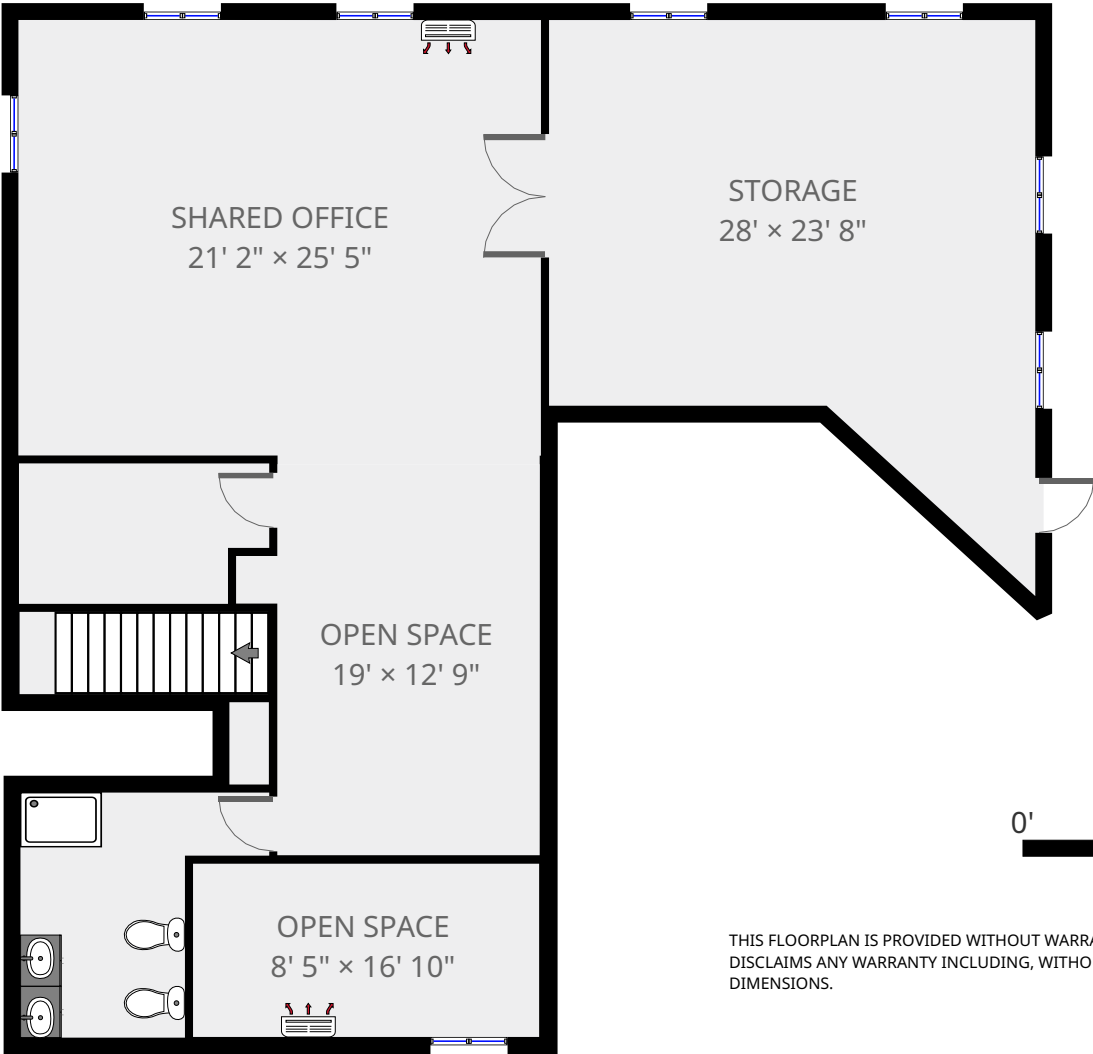 STORAGE
28' × 23' 8"
SHARED OFFICE
21' 2" × 25' 5"
OPEN SPACE
19' × 12' 9"
0'
OPEN SPACE
8' 5" × 16' 10"
THIS FLOORPLAN IS PROVIDED WITHOUT
DISCLAIMS ANY WARRANTY INCLUDING,
DIMENSIONS.